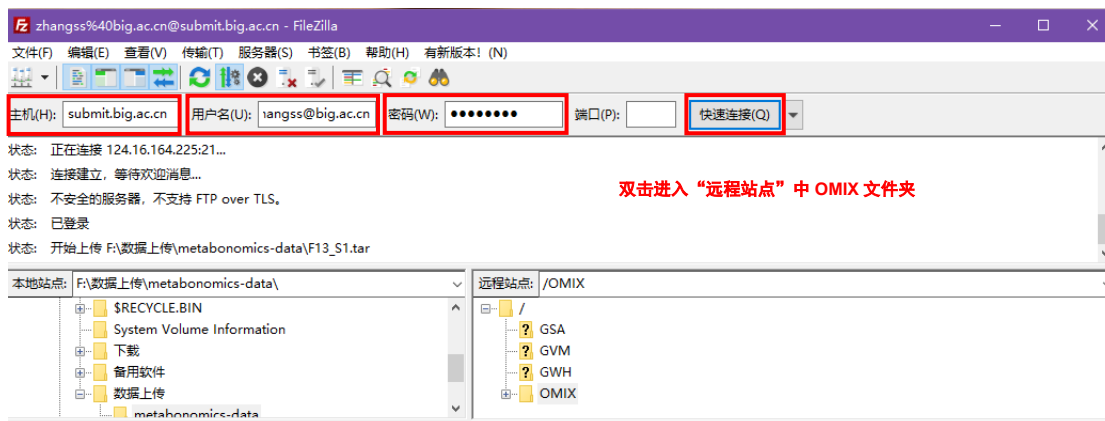 zhangss%40big.ac.cn@submit.big.ac.cn - FileZilla
文件(F) 编辑(E) 查看(V) 传输(T) 服务器(S) 书签(B) 帮助(H) 有新版本! (N)
主机(H): submit.big.ac.cn 用户名(U): angss@big.ac.cn 密码(W): ●●●●●●●● 端口(P): 快速连接(Q)
状态: 正在连接 124.16.164.225:21...
状态: 连接建立，等待欢迎消息...
状态: 不安全的服务器，不支持 FTP over TLS。
状态: 已登录
状态: 开始上传 F:\数据上传\metabonomics-data\F13_S1.tar
双击进入“远程站点”中 OMIX 文件夹
本地站点: F:\数据上传\metabonomics-data\
$RECYCLE.BIN
System Volume Information
下载
备用软件
数据上传
metabonomics-data
远程站点: /OMIX
/
GSA
GVM
GWH
OMIX